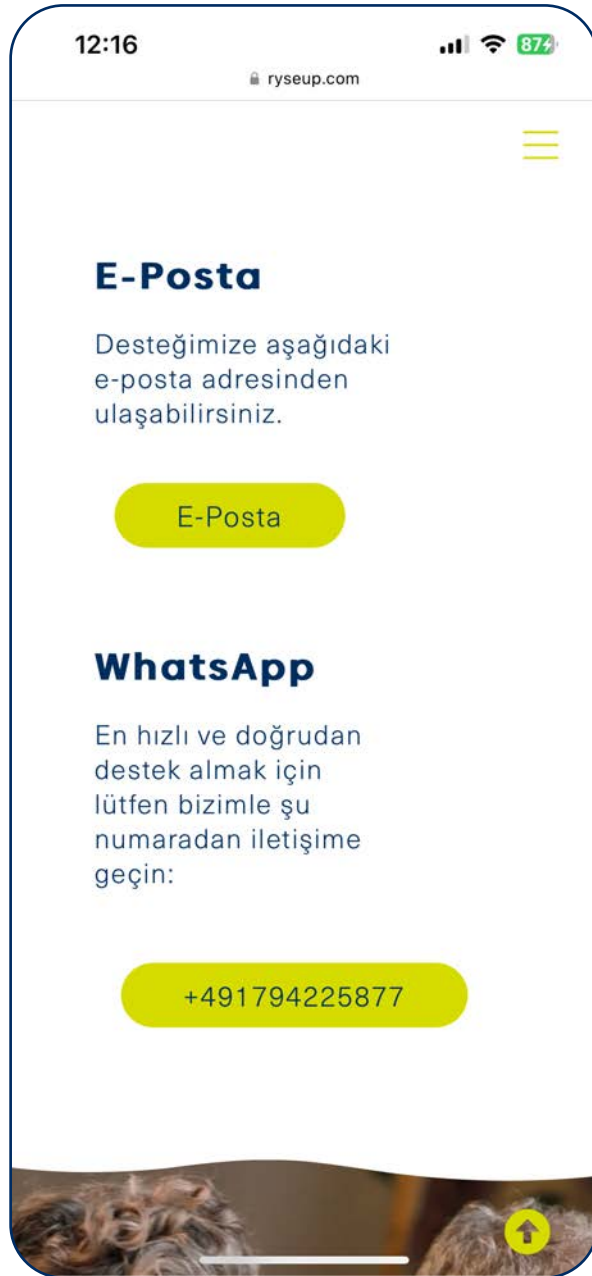 12:16
87
ryseup.com
E-Posta
Desteğimize aşağıdaki
e-posta adresinden
ulaşabilirsiniz.
E-Posta
WhatsApp
En hızlı ve doğrudan
destek almak için
lütfen bizimle şu
numaradan iletişime
geçin:
+491794225877